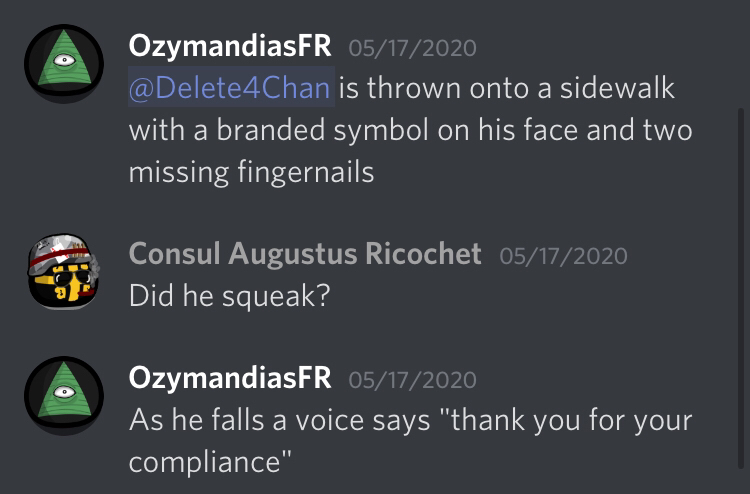 OzymandiasFR 05/17/2020
@Delete4Chan is thrown onto a sidewalk
with a branded symbol on his face and two
missing fingernails
Consul Augustus Ricochet 05/17/2020
Did he squeak?
OzymandiasFR 05/17/2020
As he falls a voice says "thank you for your
compliance"